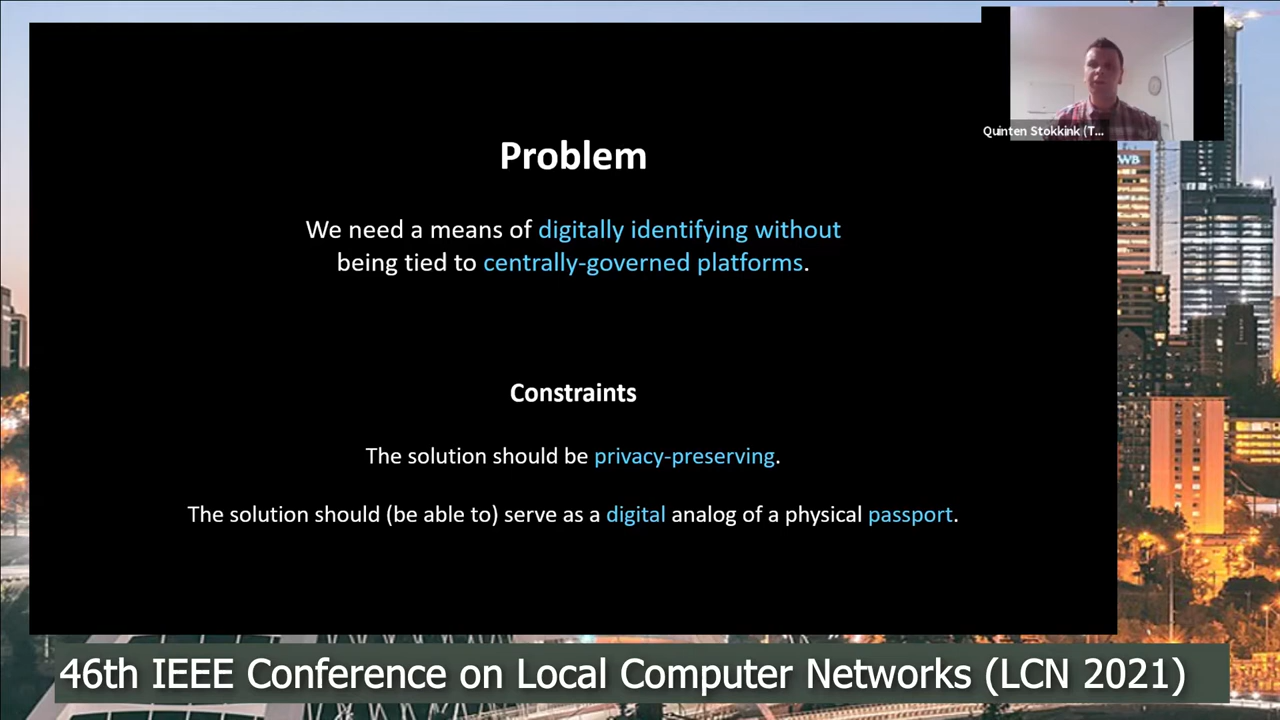 Problem
We need a means of digitally identifying without
being tied to centrally-governed platforms.
Constraints
The solution should be privacy-preserving.
The solution should (be able to) serve as a digital analog of a physical passport.
Quinten Stokkink (T...
WB
46th IEEE Conference on Local Computer Networks (LCN 2021)